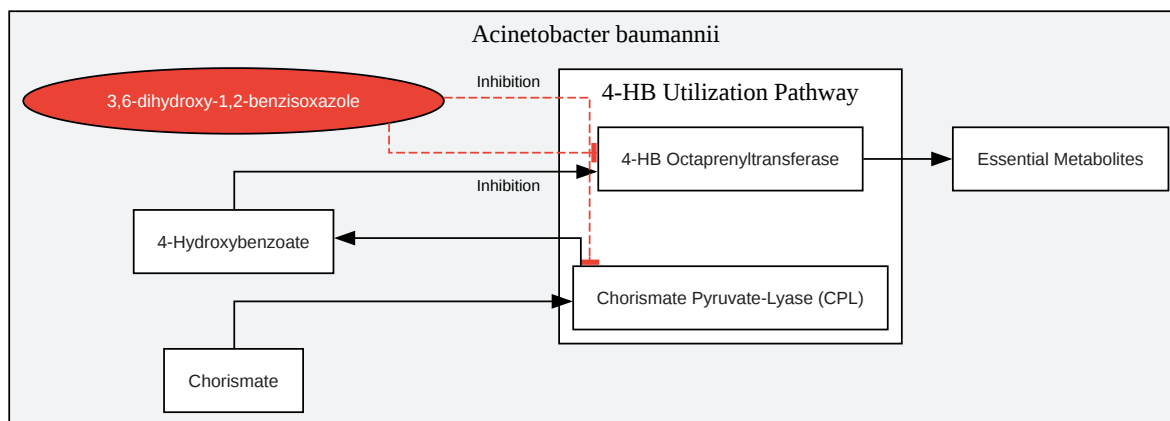 Acinetobacter baumannii
3,6-dihydroxy-1,2-benzisoxazole
Inhibition
4-HB Utilization Pathway
4-HB Octaprenyltransferase
Essential Metabolites
Inhibition
4-Hydroxybenzoate
Chorismate Pyruvate-Lyase (CPL)
Chorismate